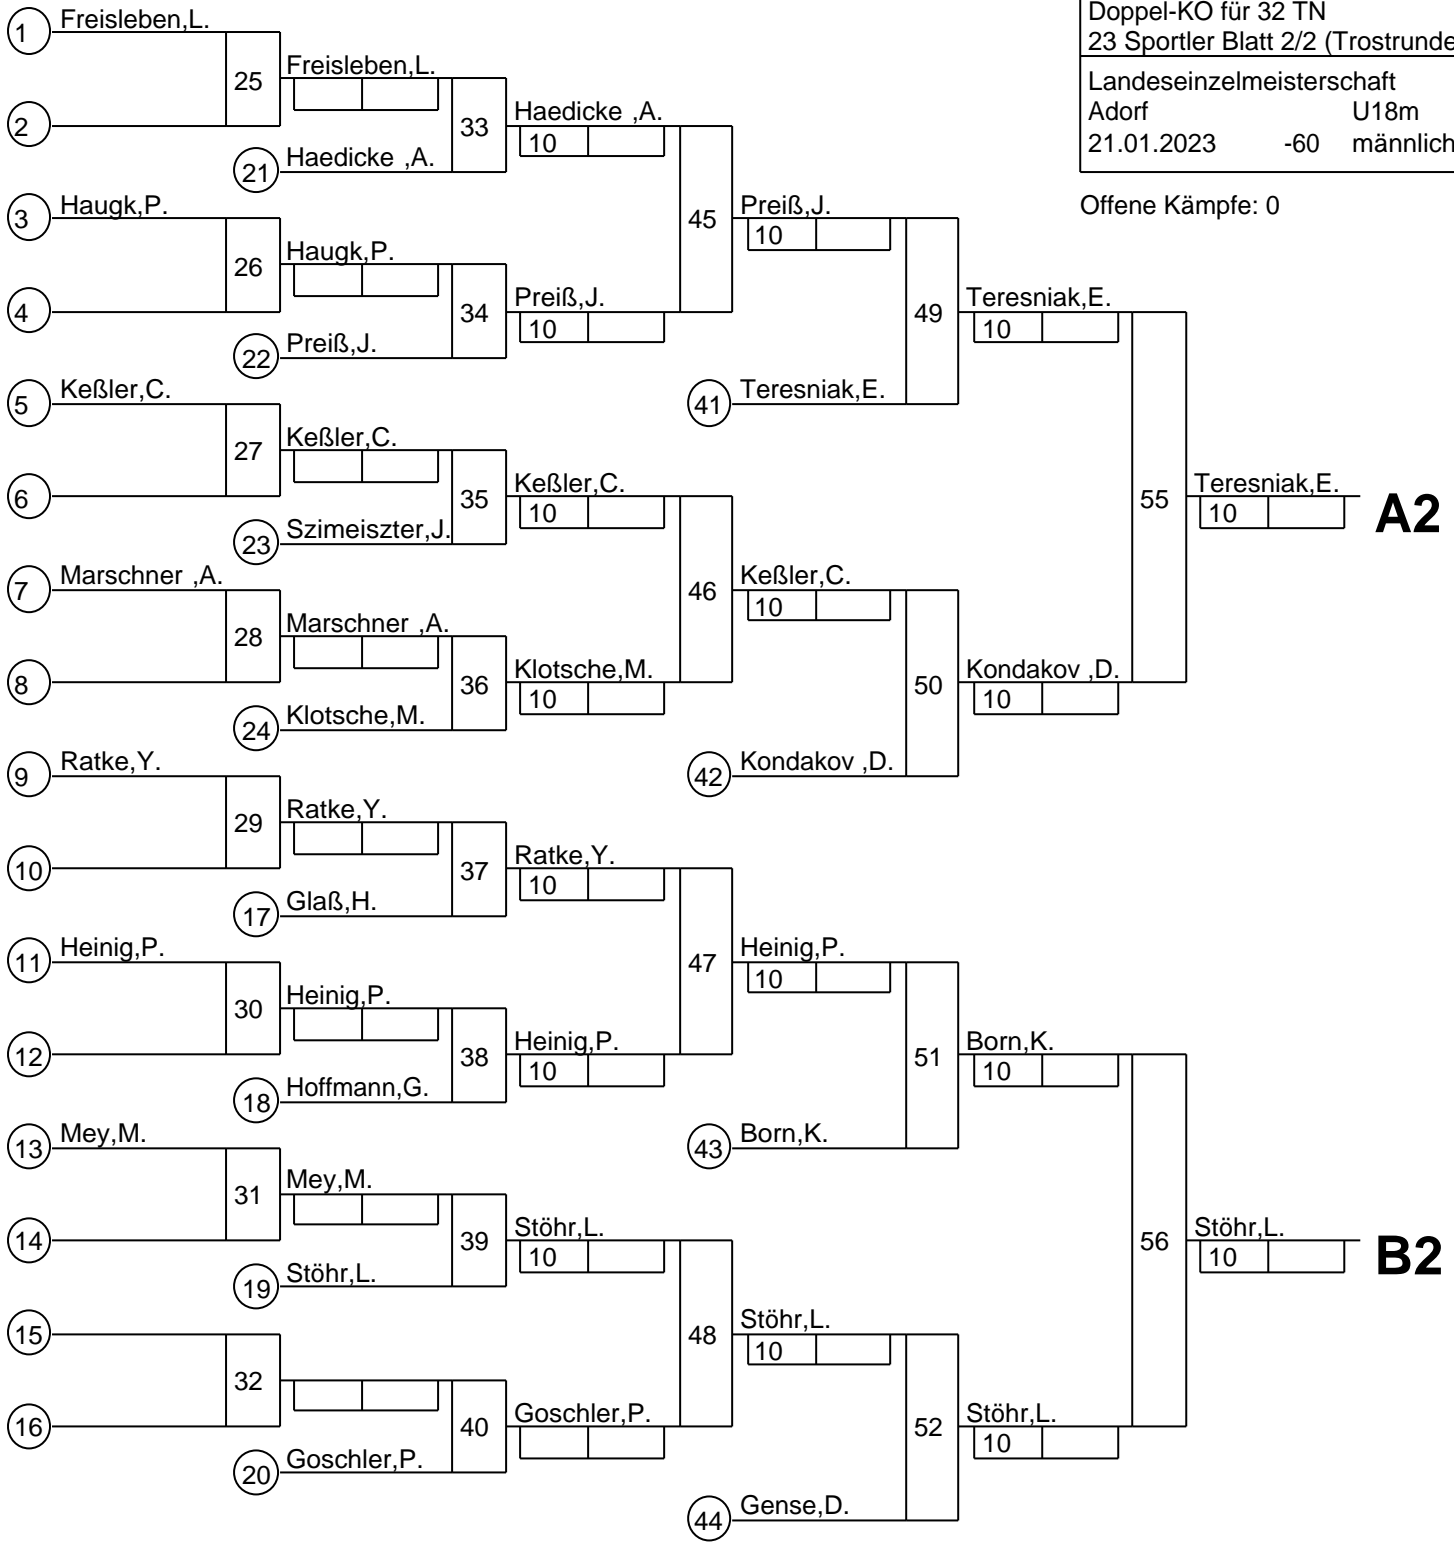 Doppel-KO für 32 TN
23 Sportler Blatt 2/2 (Trostrunde
Landeseinzelmeisterschaft
Adorf U18m
21.01.2023 -60 männlich
Offene Kämpfe: 0
1 Freisleben,L.
25
Freisleben,L.
2
33
Haedicke ,A.
10
21 Haedicke ,A.
3 Haugk,P.
45
Preiß,J.
10
26
Haugk,P.
4
34
Preiß,J.
10
22 Preiß,J.
49
Teresniak,E.
10
5 Keßler,C.
41 Teresniak,E.
27
Keßler,C.
6
35
Keßler,C.
10
23 Szimeiszter,J.
55
Teresniak,E.
10
A2
7 Marschner ,A.
46
Keßler,C.
10
28
Marschner ,A.
8
36
Klotsche,M.
10
24 Klotsche,M.
50
Kondakov ,D.
10
9 Ratke,Y.
42 Kondakov ,D.
29
Ratke,Y.
10
37
Ratke,Y.
10
17 Glaß,H.
11 Heinig,P.
47
Heinig,P.
10
30
Heinig,P.
12
38
Heinig,P.
10
18 Hoffmann,G.
51
Born,K.
10
13 Mey,M.
43 Born,K.
31
Mey,M.
14
39
Stöhr,L.
10
19 Stöhr,L.
56
Stöhr,L.
10
B2
15
48
Stöhr,L.
10
32
16
40
Goschler,P.
20 Goschler,P.
52
Stöhr,L.
10
44 Gense,D.